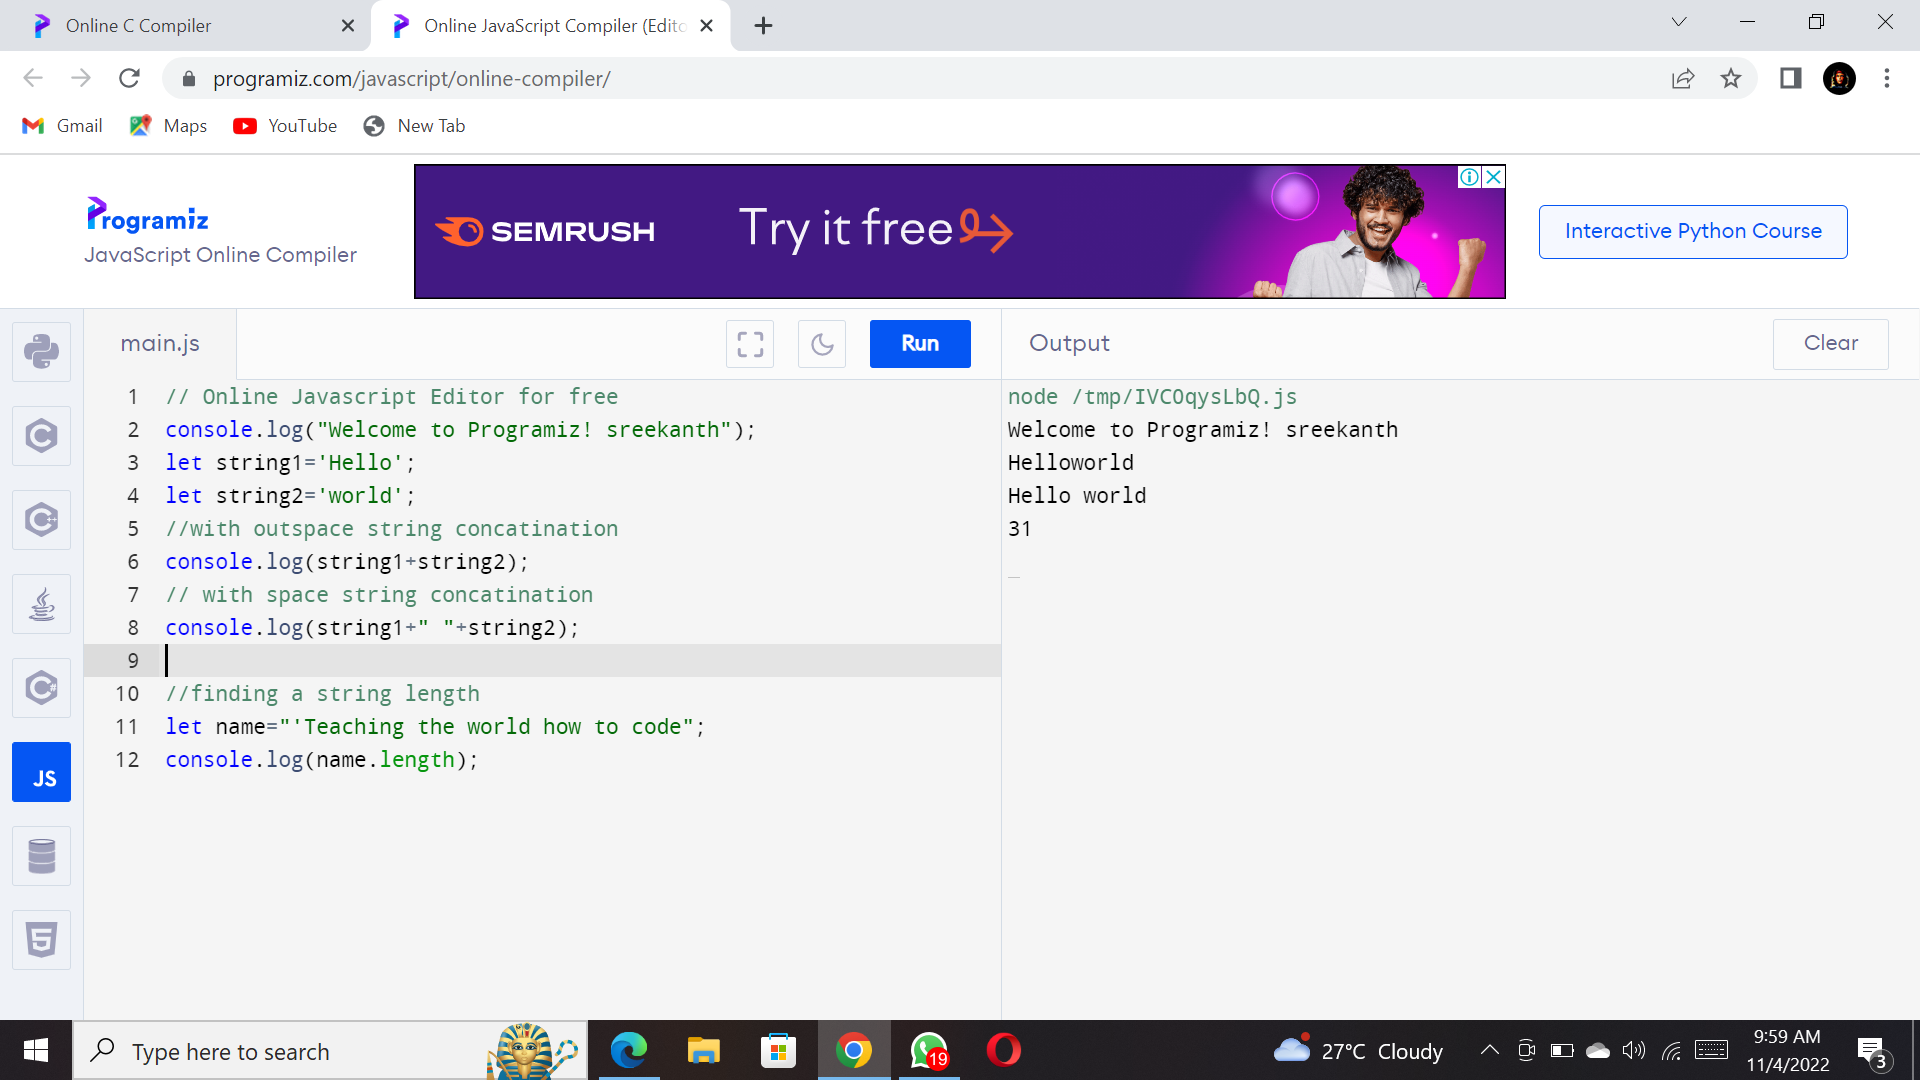 Online C Compiler
Online JavaScript Compiler (Edito
programiz.com/javascript/online-compiler/
Gmail
Maps
YouTube
New Tab
Programiz
JavaScript Online Compiler
SEMRUSH
Try it free
Interactive Python Course
main.js
Run
Output
Clear
1 // Online Javascript Editor for free
2 console.log("Welcome to Programiz! sreekanth");
3 let string1='Hello';
4 let string2='world';
5 //with outspace string concatination
6 console.log(string1+string2);
7 // with space string concatination
8 console.log(string1+" "+string2);
9
10 //finding a string length
11 let name="'Teaching the world how to code";
12 console.log(name.length);
node /tmp/IVCOqysLbQ.js
Welcome to Programiz! sreekanth
Helloworld
Hello world
31
_
C
C++
C#
JS
5
Type here to search
19
27°C Cloudy
9:59 AM
11/4/2022
3